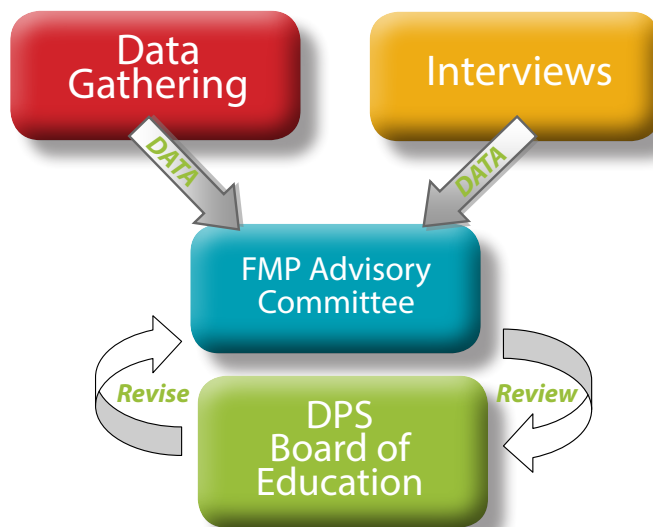 Data
Gathering
Interviews
DATA
DATA
FMP Advisory
Committee
Revise
Review
DPS
Board of
Education